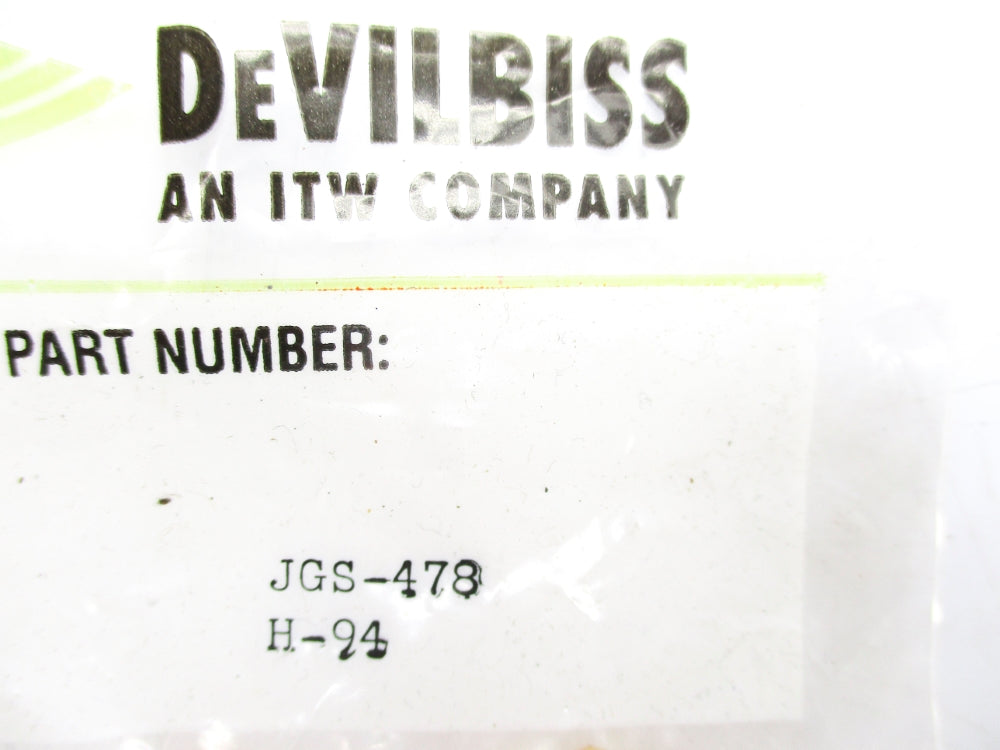 DEVILBISS
AN ITW COMPANY
PART NUMBER:
JGS-478
H-94